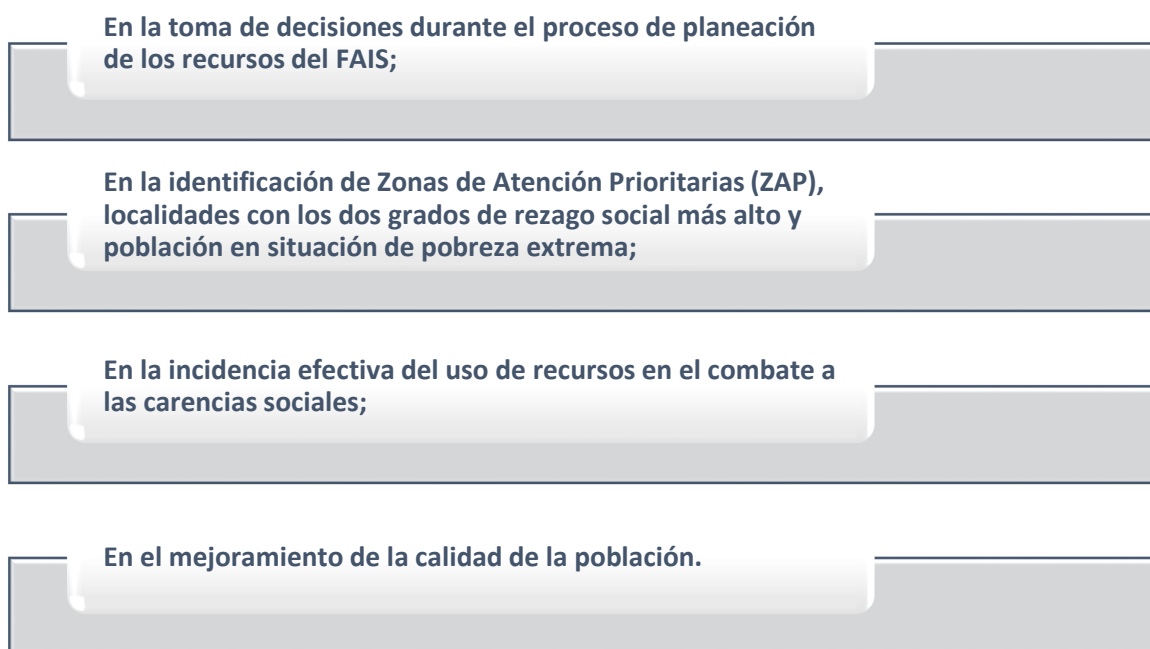 En la toma de decisiones durante el proceso de planeación
de los recursos del FAIS;
En la identificación de Zonas de Atención Prioritarias (ZAP),
localidades con los dos grados de rezago social más alto y
población en situación de pobreza extrema;
En la incidencia efectiva del uso de recursos en el combate a
las carencias sociales;
En el mejoramiento de la calidad de la población.